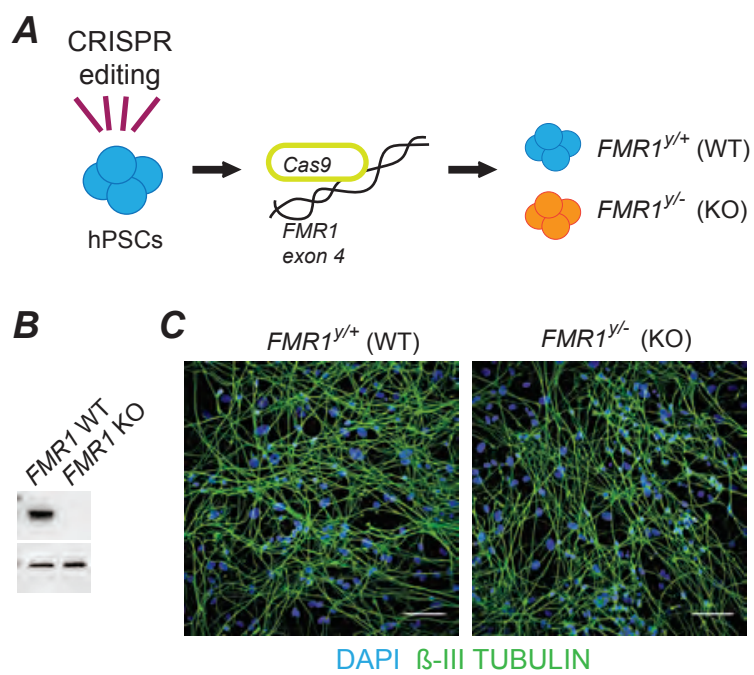 A
CRISPR
editing
hPSCs
Cas9
FMR1
exon 4
FMR1y/+ (WT)
FMR1y/- (KO)
B
FMR1 WT
FMR1 KO
C
FMR1y/+ (WT)
FMR1y/- (KO)
DAPI ß-III TUBULIN